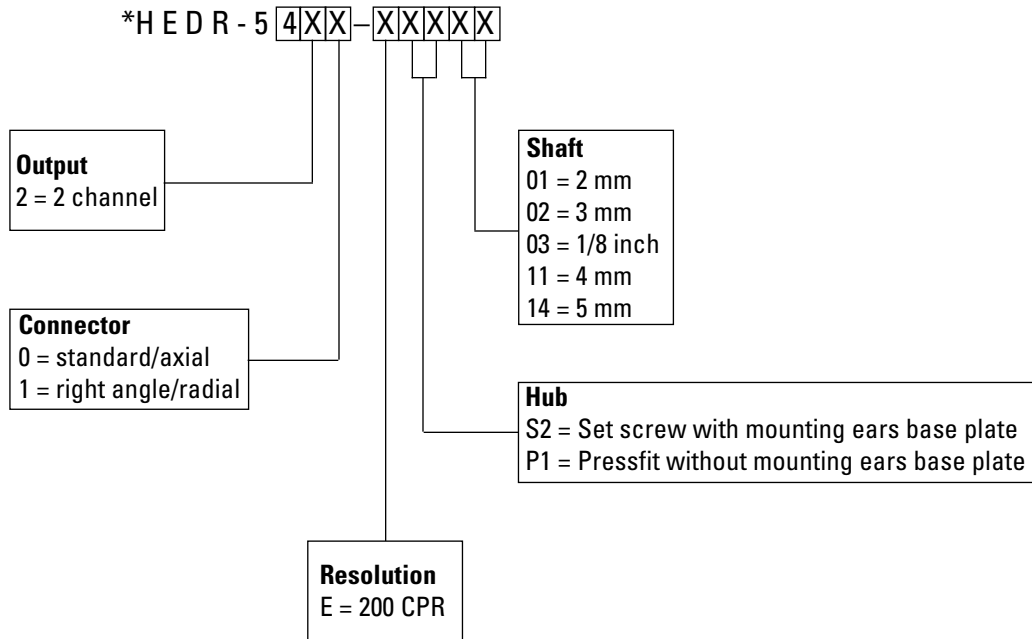 *HEDR-54XX–XXXXX
Output
2 = 2 channel
Shaft
01 = 2 mm
02 = 3 mm
03 = 1/8 inch
11 = 4 mm
14 = 5 mm
Connector
0 = standard/axial
1 = right angle/radial
Hub
S2 = Set screw with mounting ears base plate
P1 = Pressfit without mounting ears base plate
Resolution
E = 200 CPR